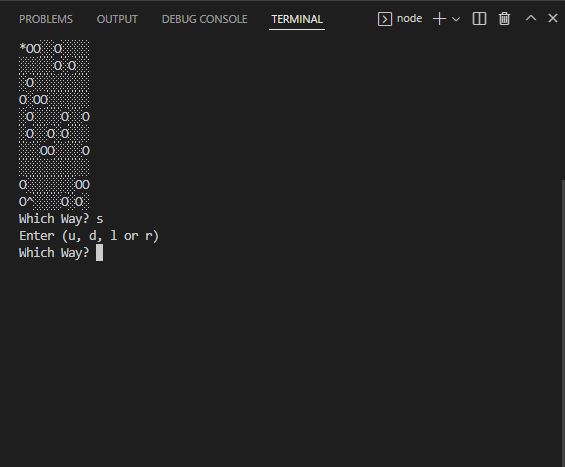 PROBLEMS OUTPUT DEBUG CONSOLE TERMINAL node
*OO░░O░░░░
░░░░░O░O░░
░O░░░░░░░░
O░OO░░░░░░
░O░░░░O░░O
░O░░O░O░░░
░░░OO░░░░O
░░░░░░░░░░
O░░░░░░░OO
O^░░░░O░O░
Which Way? s
Enter (u, d, l or r)
Which Way?